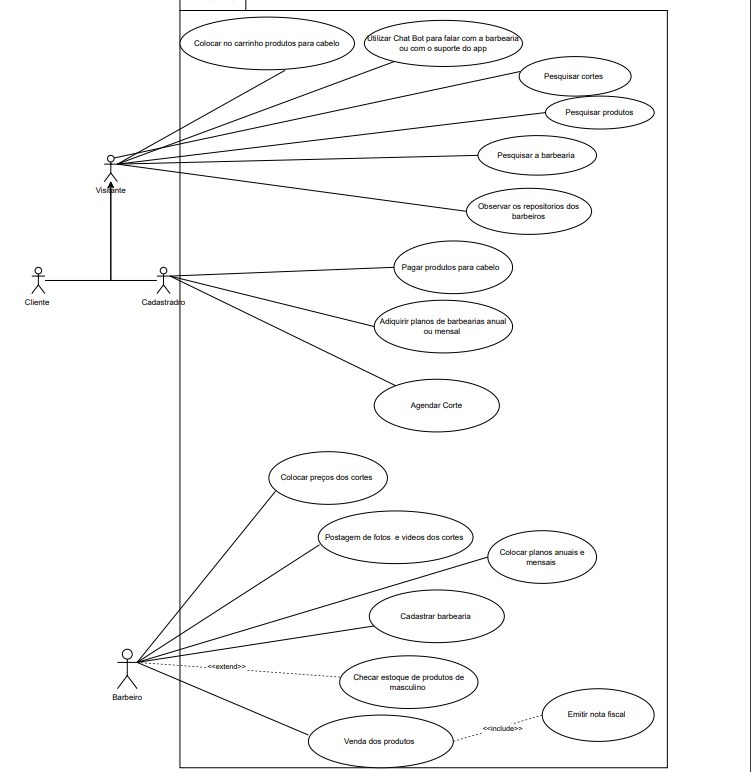 Colocar no carrinho produtos para cabelo
Utilizar Chat Bot para falar com a barbearia
ou com o suporte do app
Pesquisar cortes
Pesquisar produtos
Pesquisar a barbearia
Visitante
Observar os repositorios dos
barbeiros
Pagar produtos para cabelo
Cliente
Cadastradro
Adiquirir planos de barbearias anual
ou mensal
Agendar Corte
Colocar preços dos cortes
Postagem de fotos e videos dos cortes
Colocar planos anuais e
mensais
Cadastrar barbearia
<<extend>>
Checar estoque de produtos de
masculino
Barbeiro
Emitir nota fiscal
<<include>>
Venda dos produtos